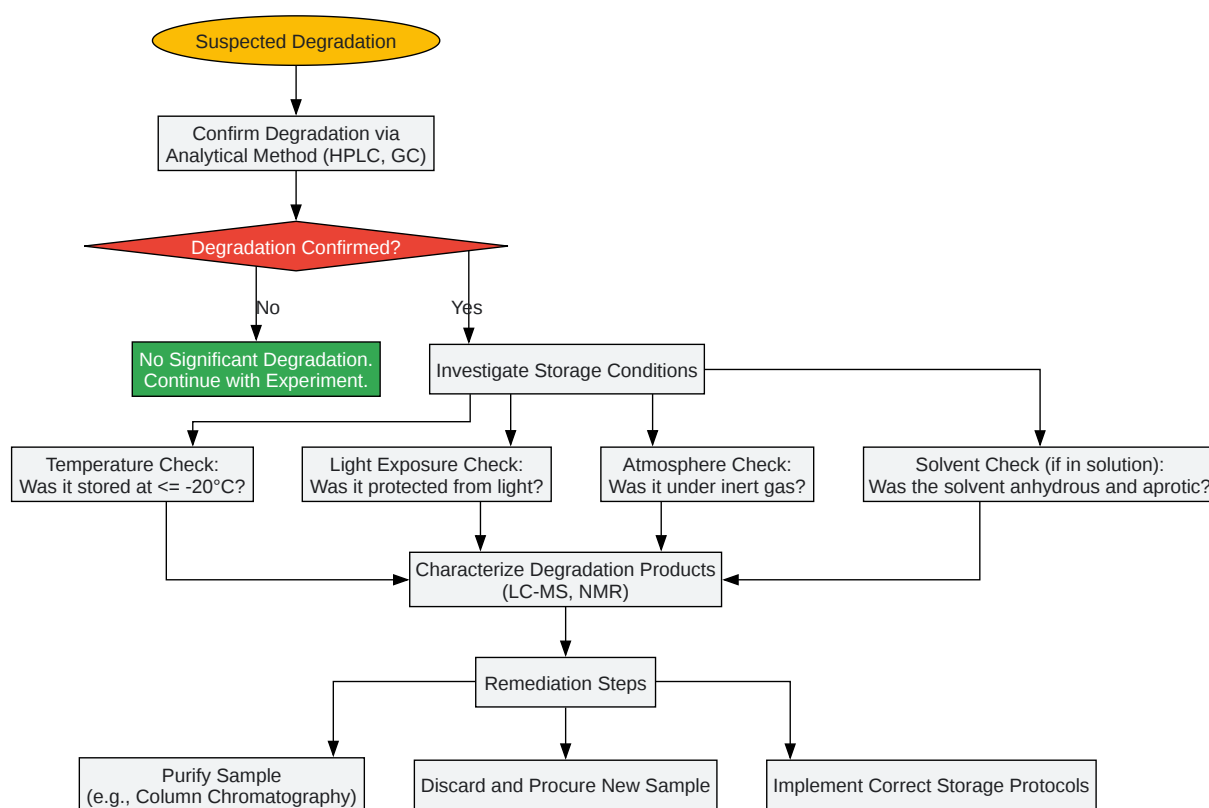 Suspected Degradation
Confirm Degradation via
Analytical Method (HPLC, GC)
Degradation Confirmed?
No
Yes
No Significant Degradation.
Continue with Experiment.
Investigate Storage Conditions
Temperature Check:
Was it stored at <= -20°C?
Light Exposure Check:
Was it protected from light?
Atmosphere Check:
Was it under inert gas?
Solvent Check (if in solution):
Was the solvent anhydrous and aprotic?
Characterize Degradation Products
(LC-MS, NMR)
Remediation Steps
Purify Sample
(e.g., Column Chromatography)
Discard and Procure New Sample
Implement Correct Storage Protocols